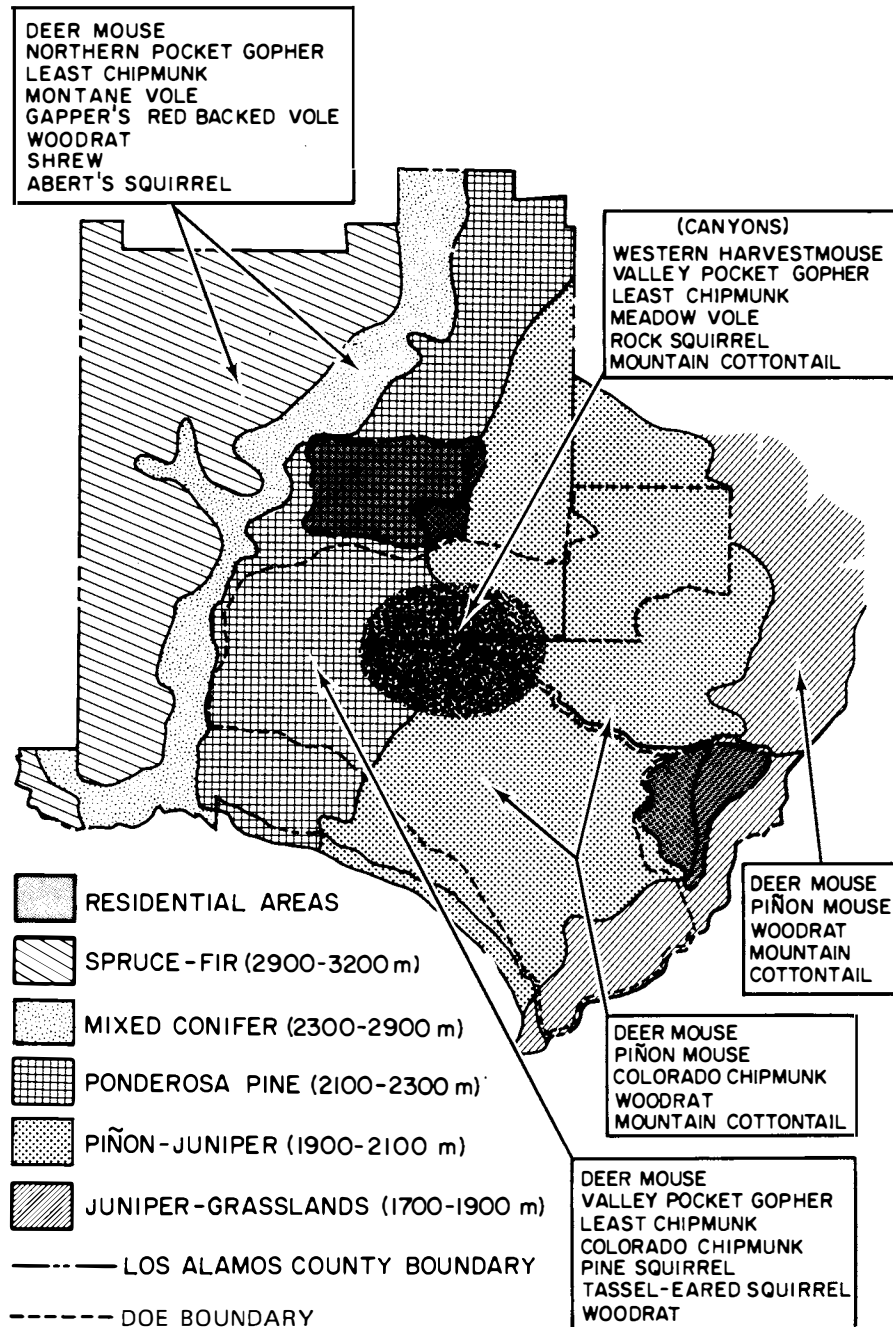 DEER MOUSE
NORTHERN POCKET GOPHER
LEAST CHIPMUNK
MONTANE VOLE
GAPPER'S RED BACKED VOLE
WOODRAT
SHREW
ABERT'S SQUIRREL
(CANYONS)
WESTERN HARVESTMOUSE
VALLEY POCKET GOPHER
LEAST CHIPMUNK
MEADOW VOLE
ROCK SQUIRREL
MOUNTAIN COTTONTAIL
RESIDENTIAL AREAS
SPRUCE-FIR (2900-3200 m)
MIXED CONIFER (2300-2900 m)
PONDEROSA PINE (2100-2300 m)
PIÑON-JUNIPER (1900-2100 m)
JUNIPER-GRASSLANDS (1700-1900 m)
LOS ALAMOS COUNTY BOUNDARY
DOE BOUNDARY
DEER MOUSE
PIÑON MOUSE
WOODRAT
MOUNTAIN
COTTONTAIL
DEER MOUSE
PIÑON MOUSE
COLORADO CHIPMUNK
WOODRAT
MOUNTAIN COTTONTAIL
DEER MOUSE
VALLEY POCKET GOPHER
LEAST CHIPMUNK
COLORADO CHIPMUNK
PINE SQUIRREL
TASSEL-EARED SQUIRREL
WOODRAT